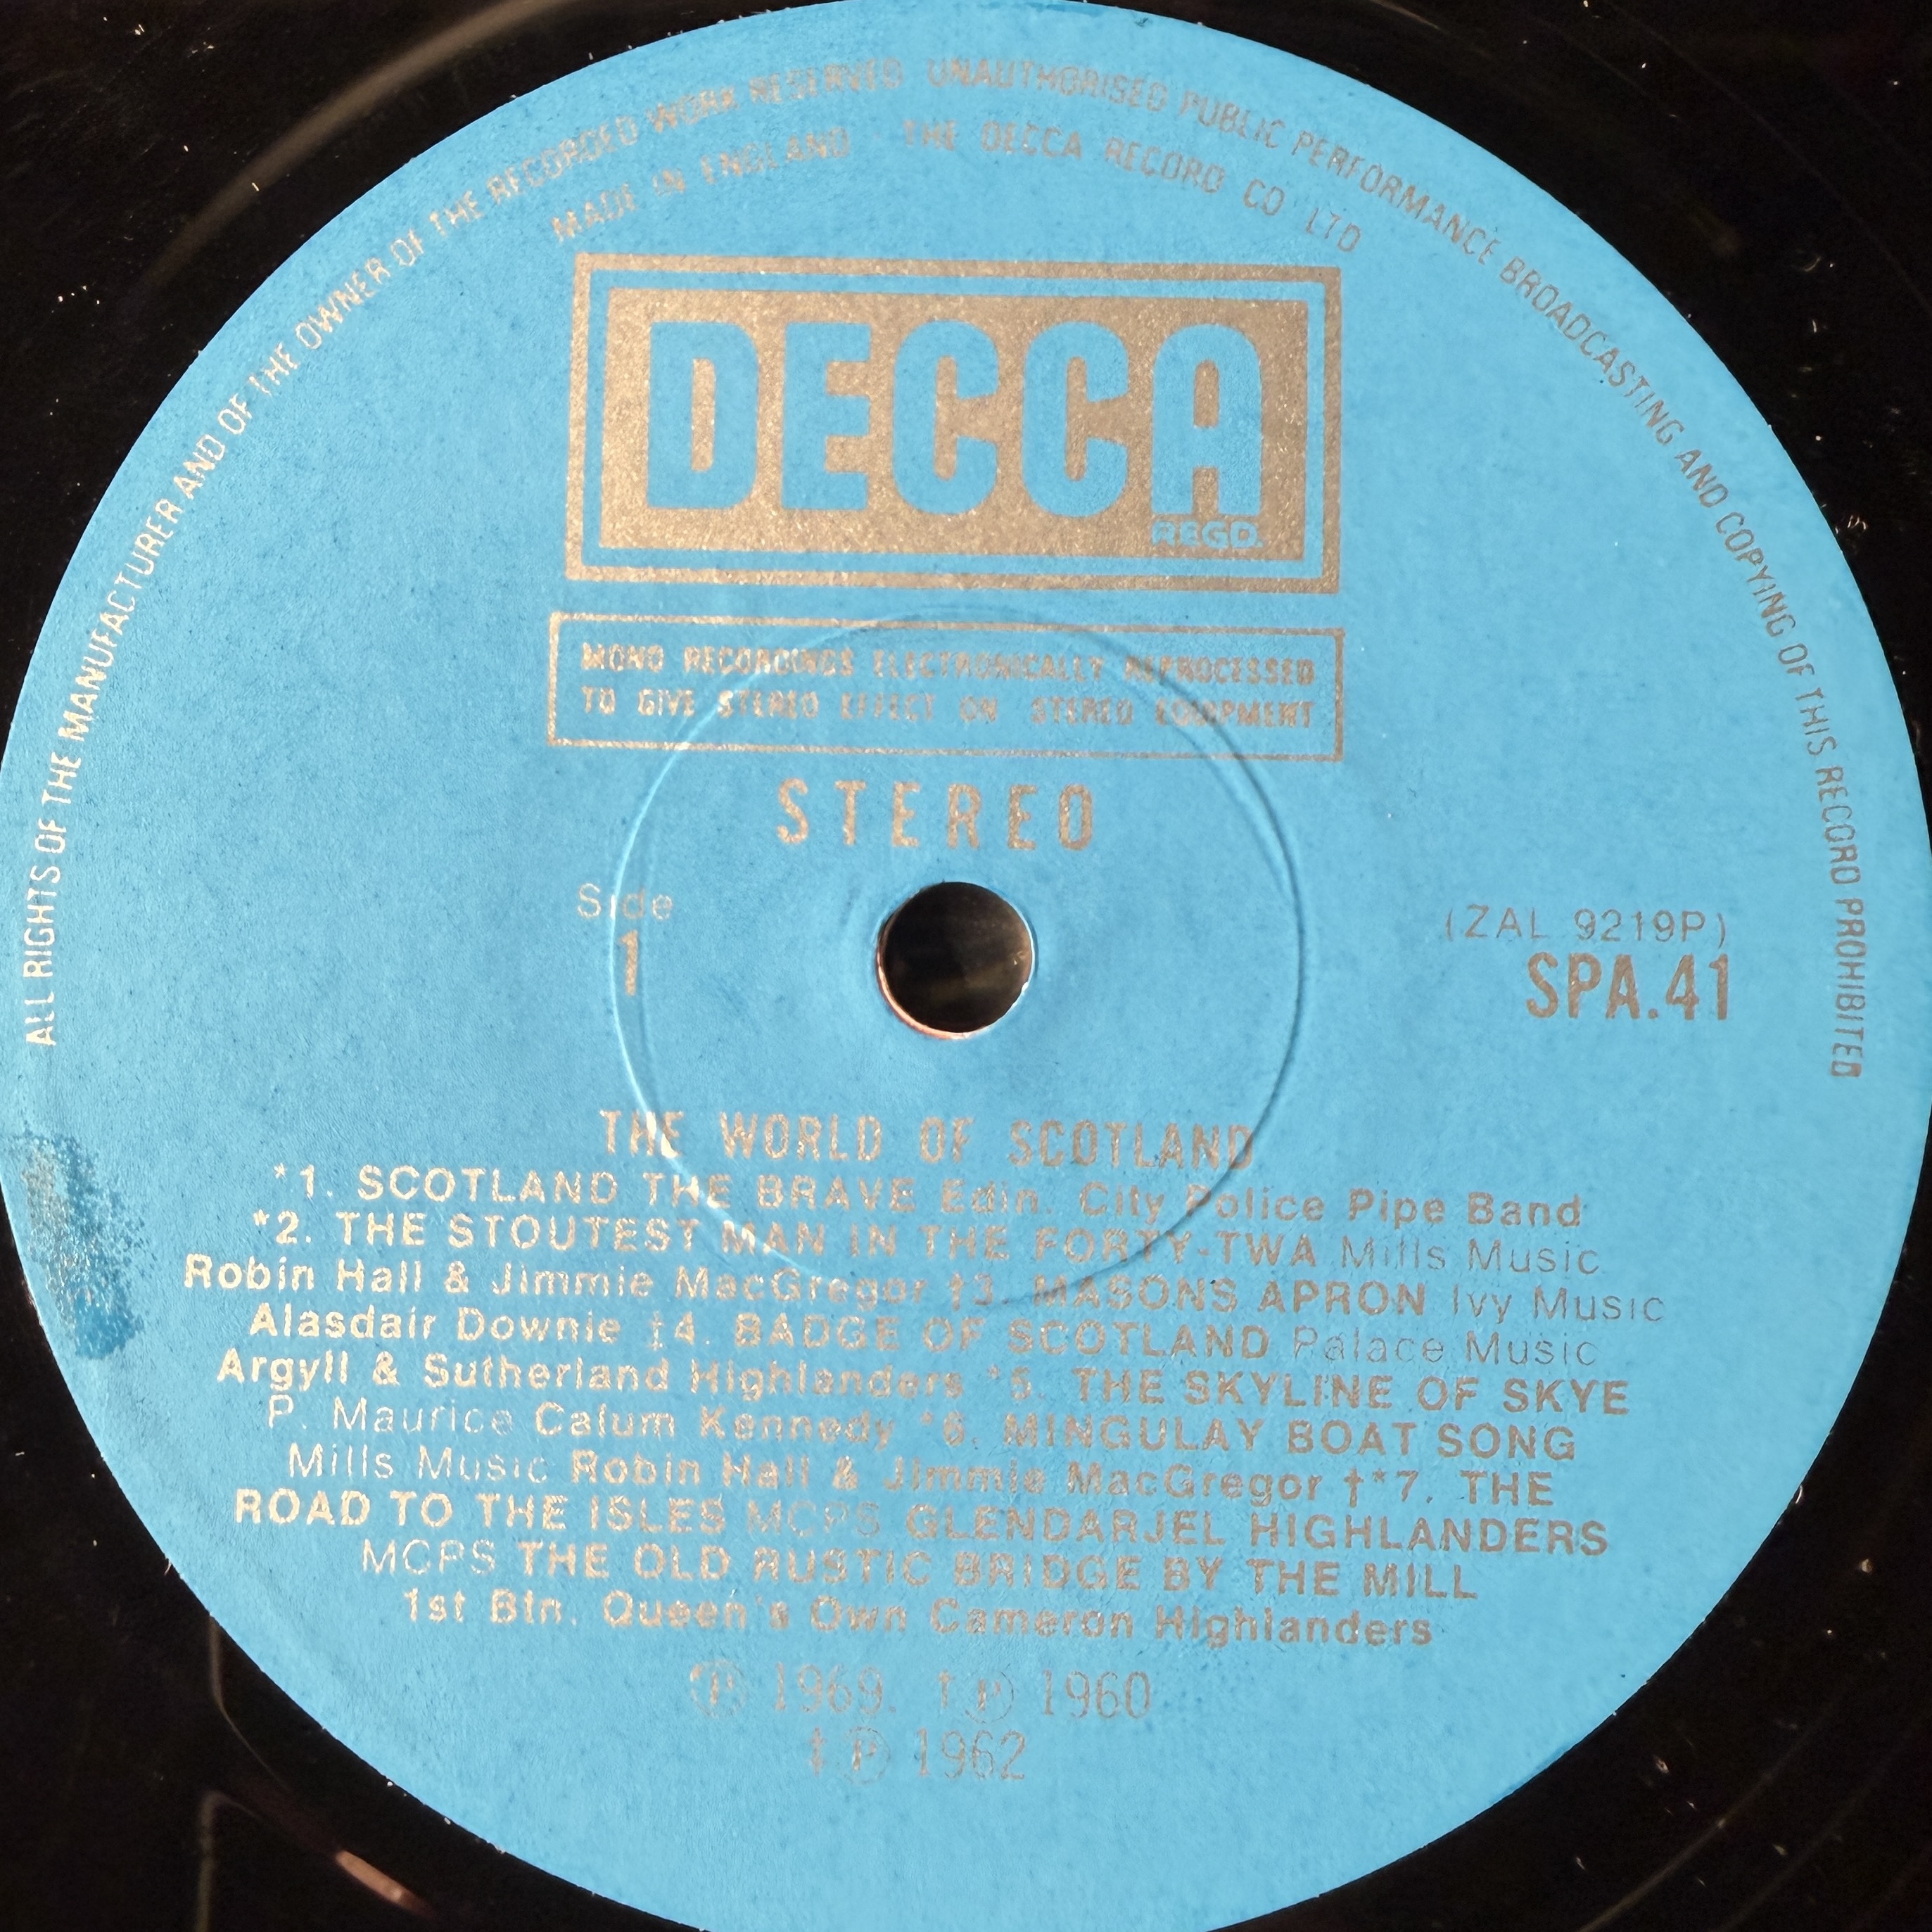 ALL RIGHTS OF THE MANUFACTURER AND OF THE OWNER OF THE RECORDED WORK RESERVED UNAUTHORISED PUBLIC PERFORMANCE BROADCASTING AND COPYING OF THIS RECORD PROHIBITED
MADE IN ENGLAND · THE DECCA RECORD CO LTD
DECCA
REGD.
MONO RECORDINGS ELECTRONICALLY REPROCESSED
TO GIVE STEREO EFFECT ON STEREO EQUIPMENT
STEREO
Side
1
(ZAL 9219P)
SPA.41
THE WORLD OF SCOTLAND
*1. SCOTLAND THE BRAVE Edin. City Police Pipe Band
*2. THE STOUTEST MAN IN THE FORTY-TWA Mills Music
Robin Hall & Jimmie MacGregor †3. MASONS APRON Ivy Music
Alasdair Downie ‡4. BADGE OF SCOTLAND Palace Music
Argyll & Sutherland Highlanders *5. THE SKYLINE OF SKYE
P. Maurice Calum Kennedy *6. MINGULAY BOAT SONG
Mills Music Robin Hall & Jimmie MacGregor †*7. THE
ROAD TO THE ISLES MCPS GLENDARJEL HIGHLANDERS
MCPS THE OLD RUSTIC BRIDGE BY THE MILL
1st Btn. Queen's Own Cameron Highlanders
Ⓟ 1969. † Ⓟ 1960
‡ Ⓟ 1962